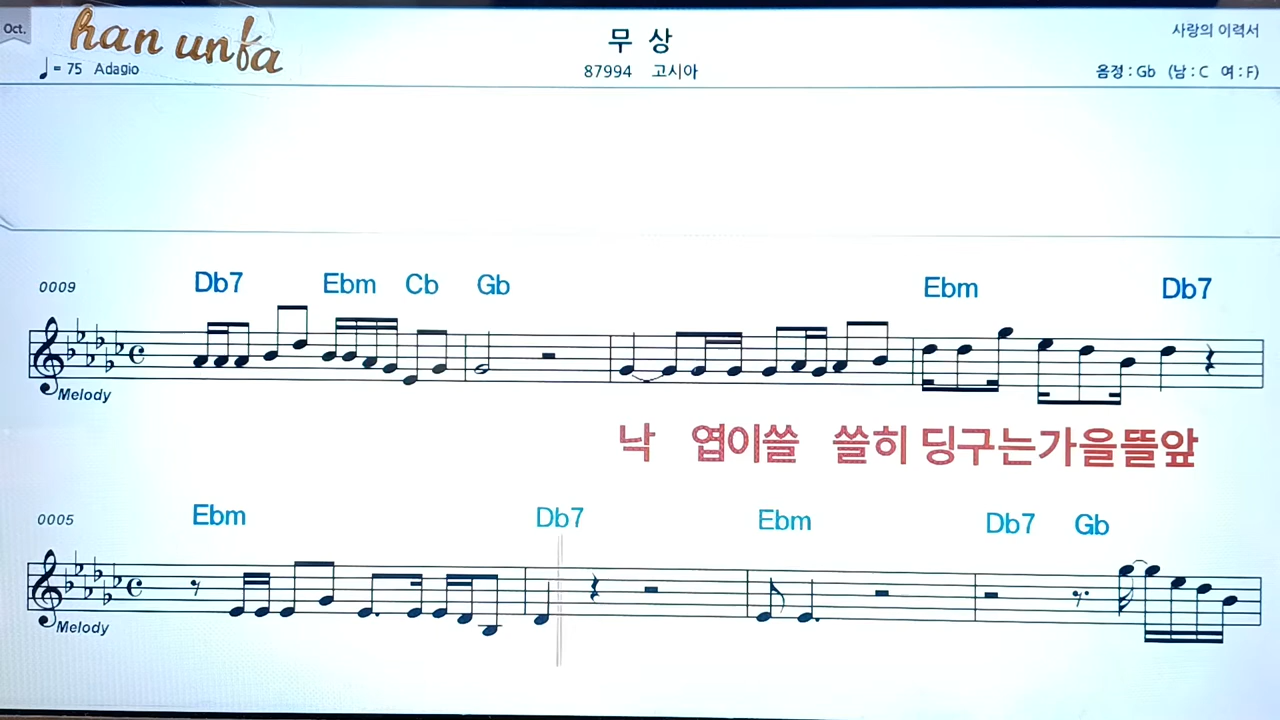 Oct.
han unfa
무 상
사랑의 이력서
♩= 75 Adagio
87994 고시아
음정 : Gb (남 : C 여 : F)
0009
Db7 Ebm Cb Gb Ebm Db7
Melody
낙 엽이쓸 쓸히 딩구는가을뜰앞
0005
Ebm Db7 Ebm Db7 Gb
Melody